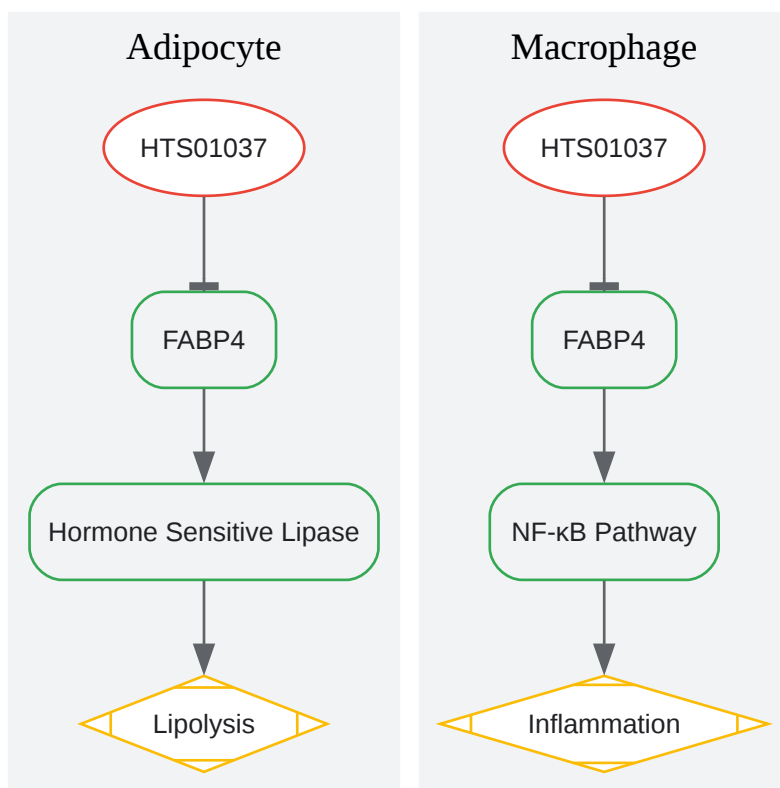 Adipocyte
HTS01037
FABP4
Hormone Sensitive Lipase
Lipolysis
Macrophage
HTS01037
FABP4
NF-κB Pathway
Inflammation